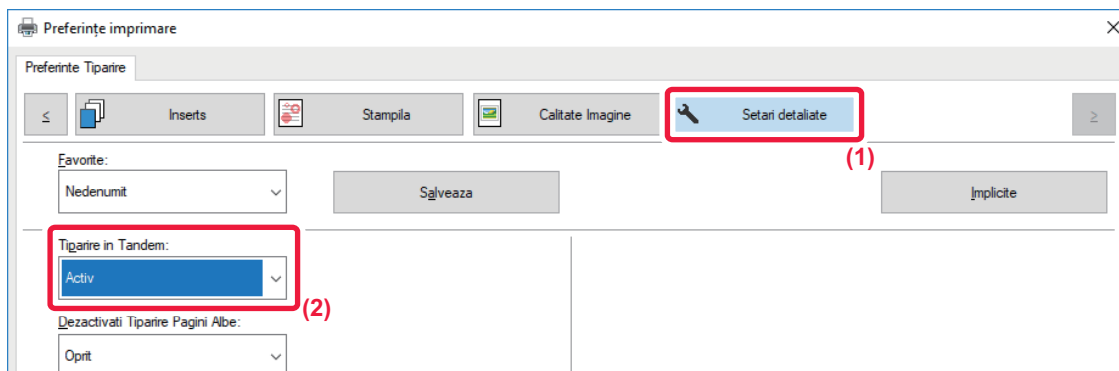 Preferințe imprimare
Preferinte Tiparire
< Inserts Stampila Calitate Imagine Setari detaliate >
(1)
Favorite:
Nedenumit Salveaza Implicite
Tiparire in Tandem:
Activ
(2)
Dezactivati Tiparire Pagini Albe:
Oprit